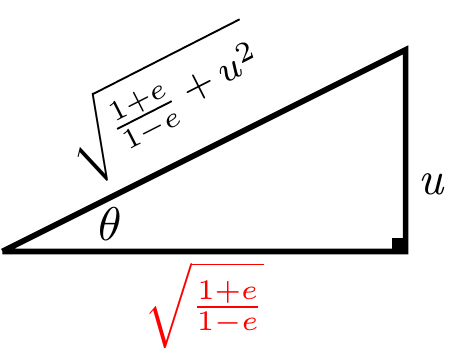 √(1+e/1−e + u²)
u
θ
√(1+e/1−e)